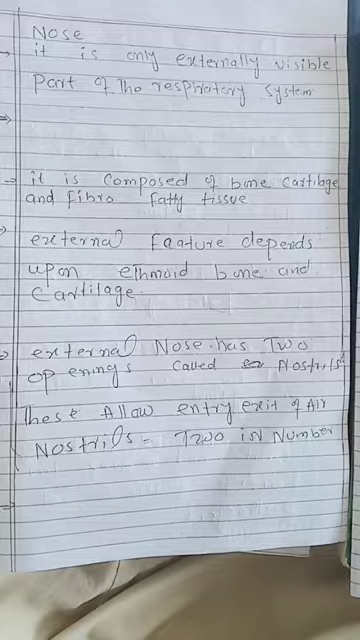 Nose
it is only externally visible
Part of The respiratory system
it is composed of bone cartilage
and Fibro Fatty tissue
external Faature depends
upon ethmoid bone and
Cartilage.
external Nose has Two
openings called Nostrils
These Allow entry exit of Air
Nostrils = Two in Number